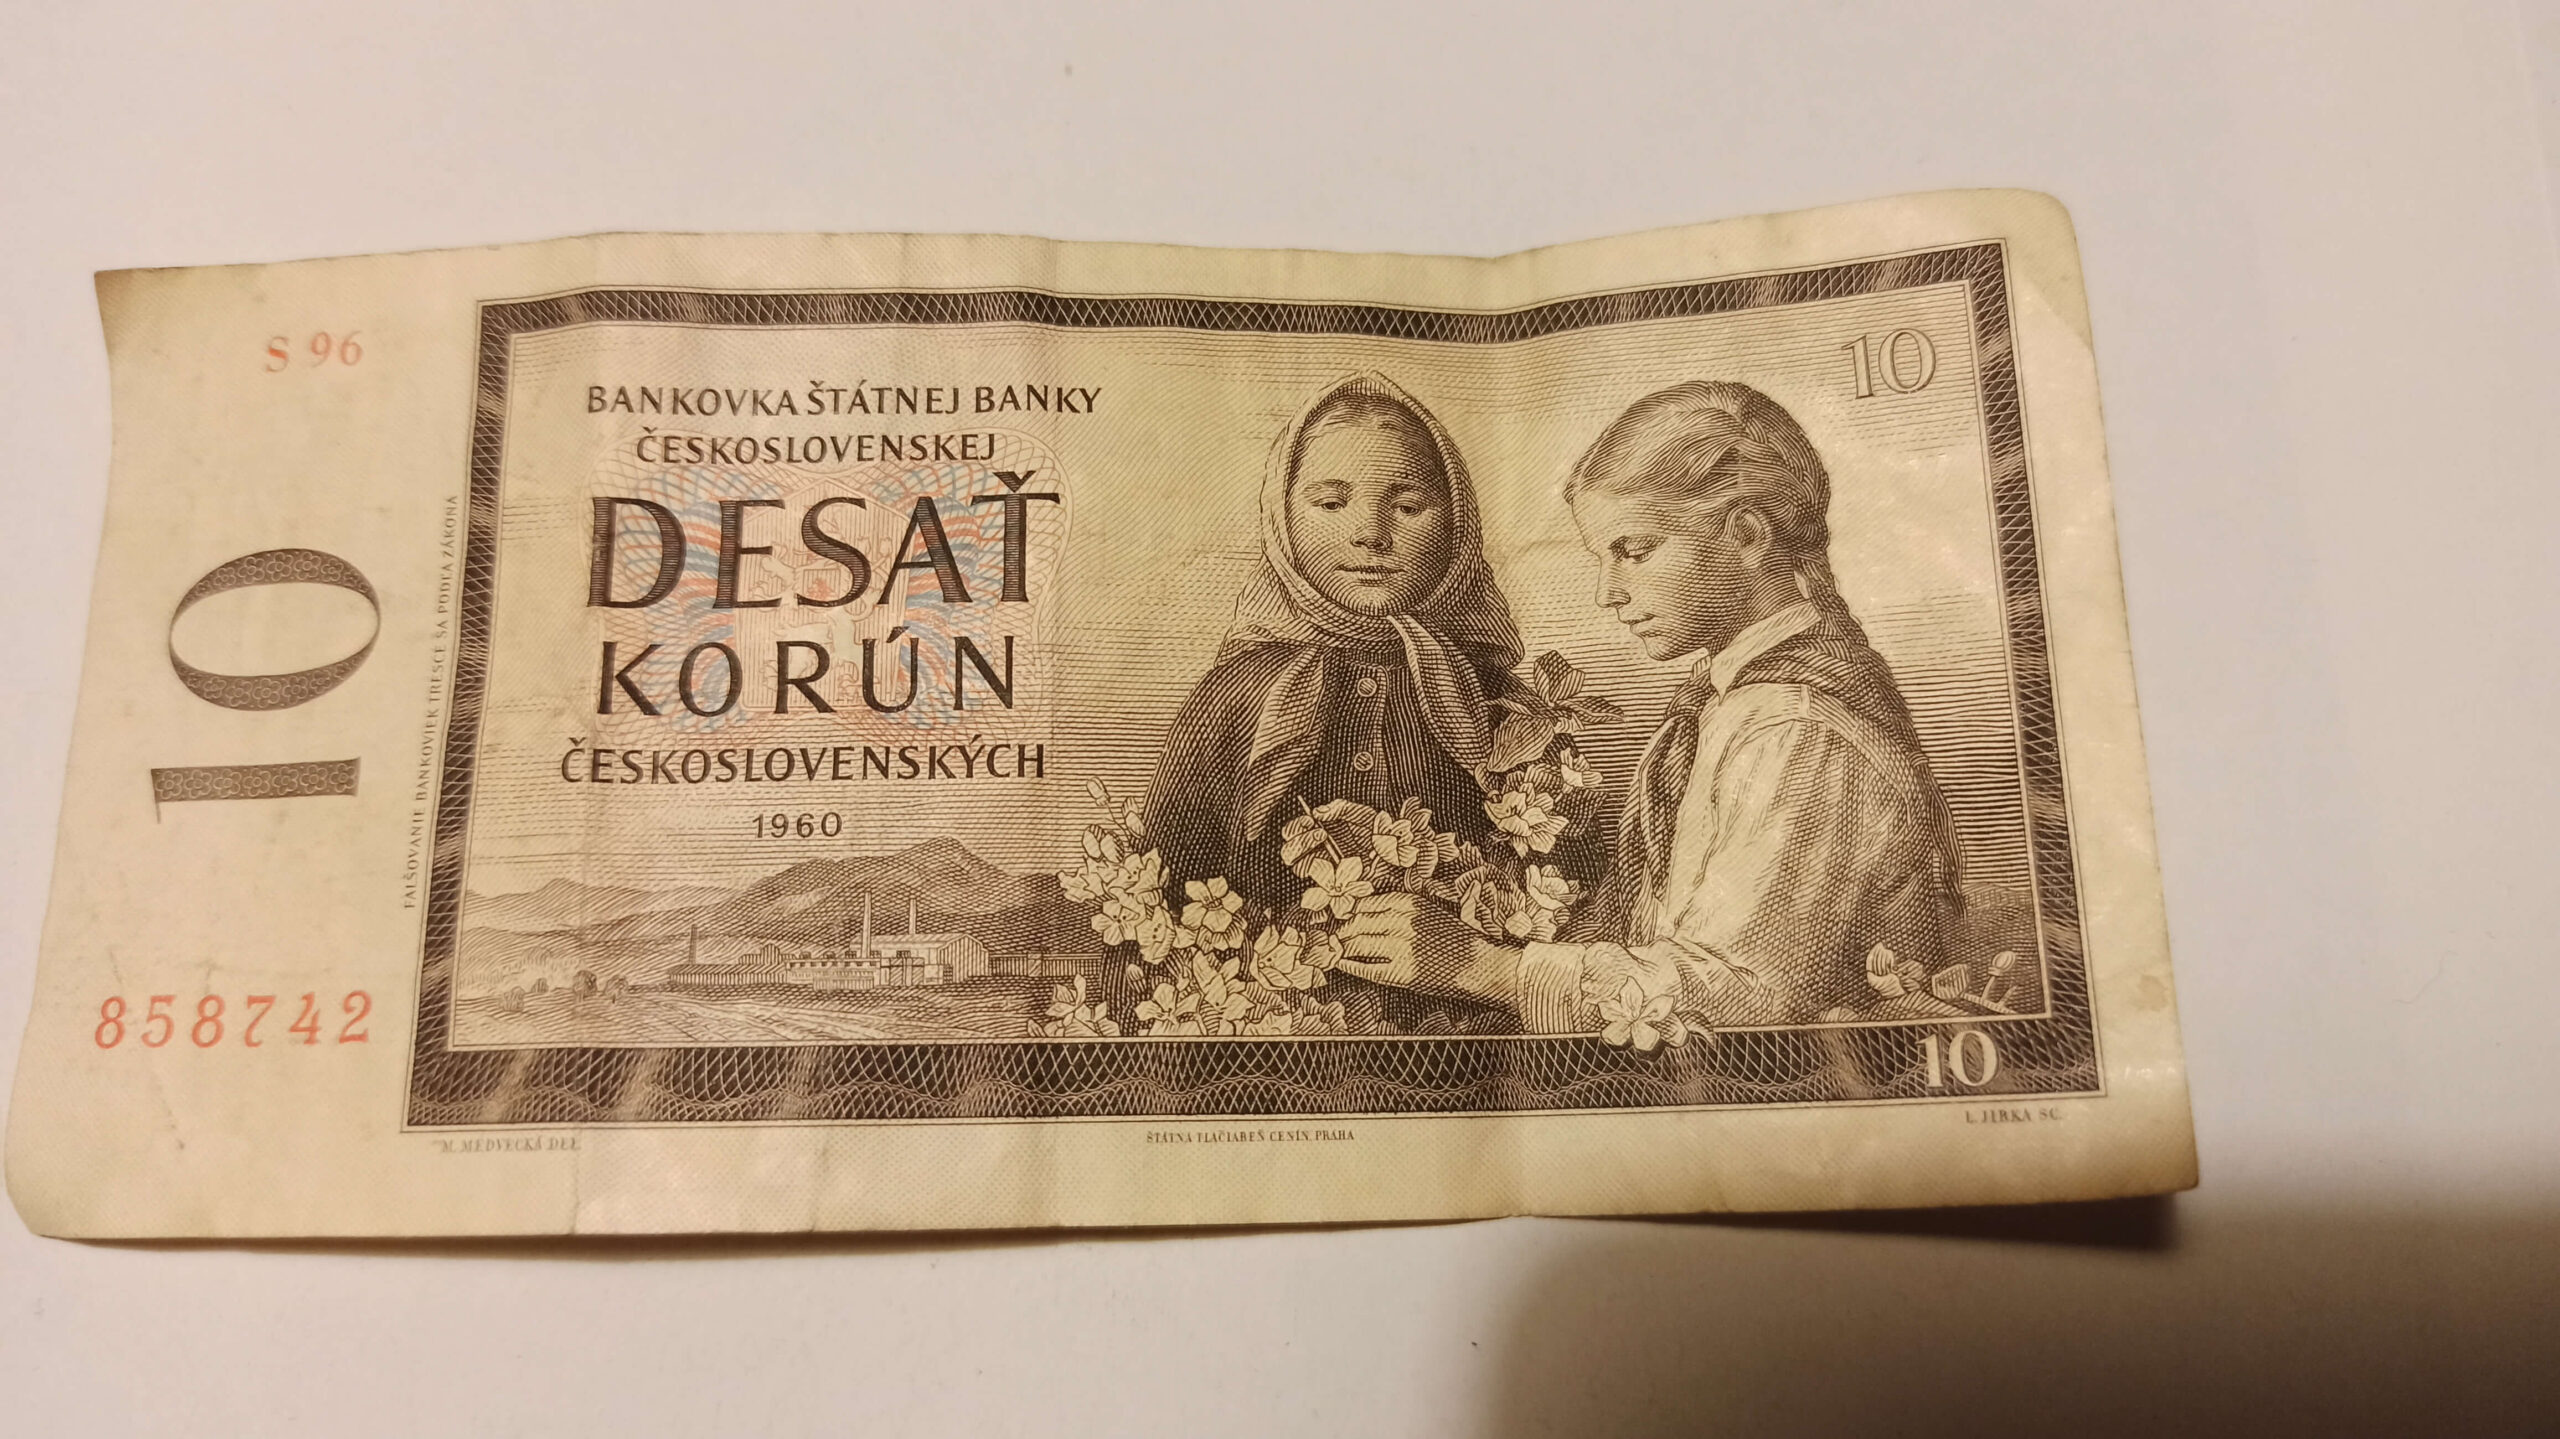 S 96
10
BANKOVKA ŠTÁTNEJ BANKY
ČESKOSLOVENSKEJ
DESAŤ
KORÚN
ČESKOSLOVENSKÝCH
1960
10
FALŠOVANIE BANKOVIEK TRESCE SA PODĽA ZÁKONA
858742
10
M. MEDVECKÁ DEL.
ŠTÁTNA TLAČIAREŇ CENÍN, PRAHA
L. JIRKA SC.